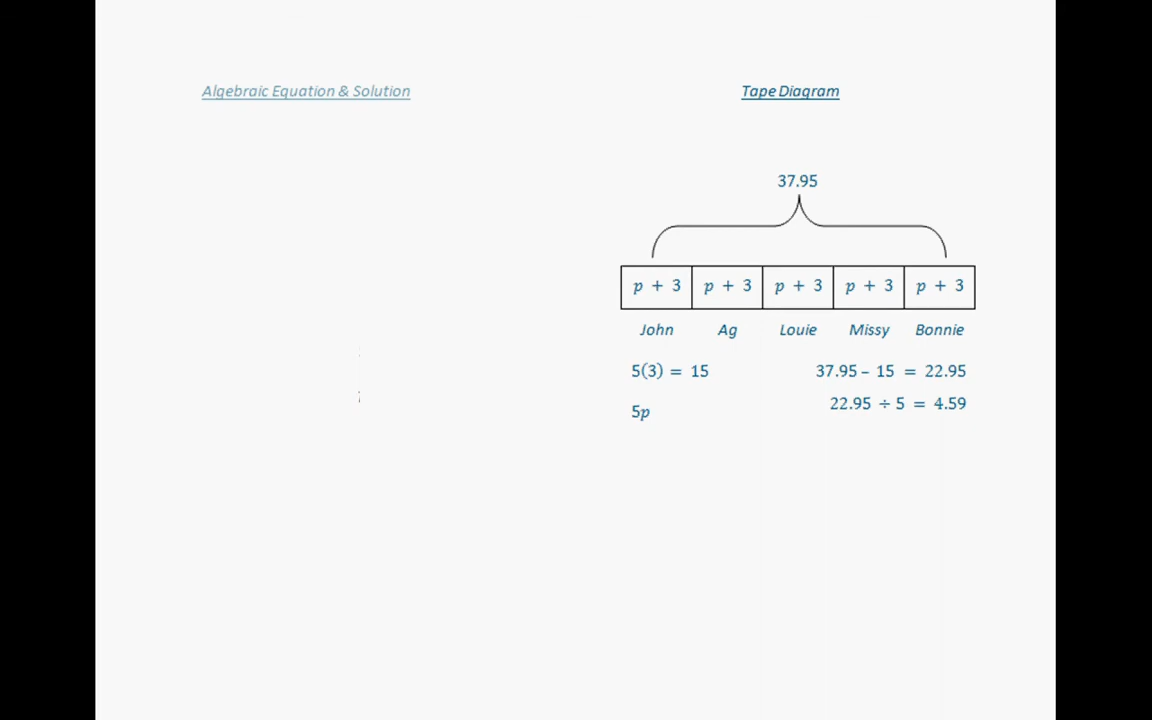 Algebraic Equation & Solution
Tape Diagram
37.95
p + 3 p + 3 p + 3 p + 3 p + 3
John Ag Louie Missy Bonnie
5(3) = 15
37.95 – 15 = 22.95
22.95 ÷ 5 = 4.59
5p